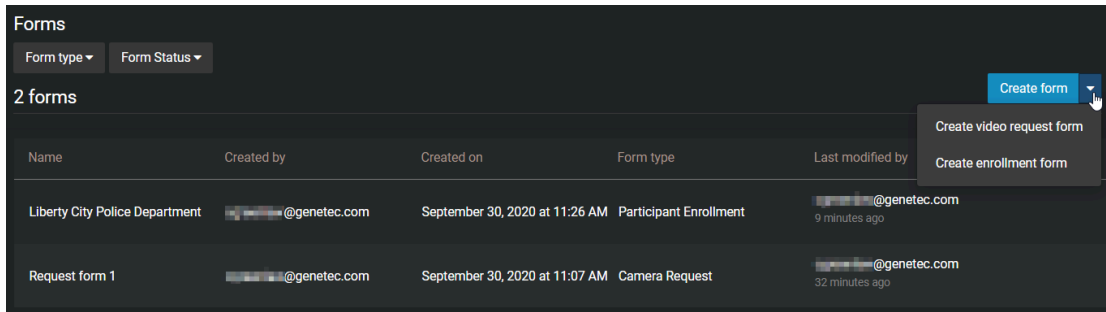 Forms
Form type Form Status
2 forms
Create form
Create video request form
Create enrollment form
Name Created by Created on Form type Last modified by
Liberty City Police Department @genetec.com September 30, 2020 at 11:26 AM Participant Enrollment @genetec.com
9 minutes ago
Request form 1 @genetec.com September 30, 2020 at 11:07 AM Camera Request @genetec.com
32 minutes ago